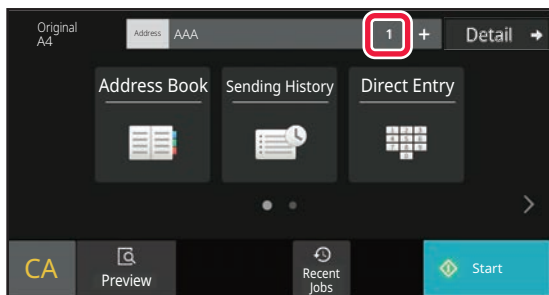 Original
A4
Address AAA 1 + Detail
Address Book
Sending History
Direct Entry
CA
Preview
Recent
Jobs
Start